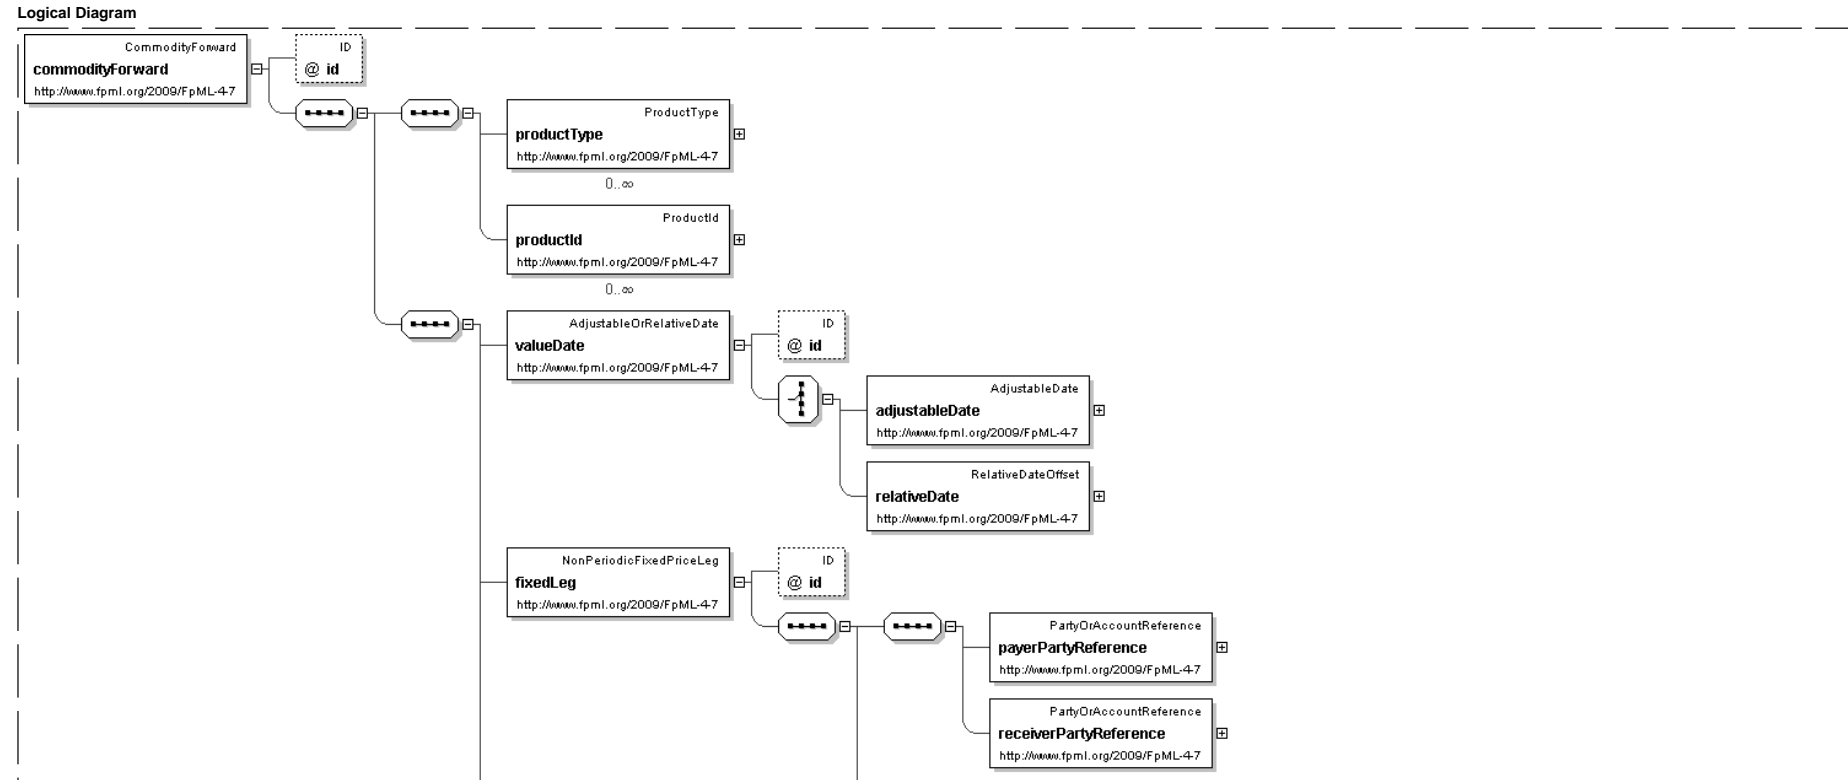 Logical Diagram
CommodityForward
commodityForward
http://www.fpml.org/2009/FpML-4-7
ID
@ id
ProductType
productType
http://www.fpml.org/2009/FpML-4-7
0..∞
ProductId
productId
http://www.fpml.org/2009/FpML-4-7
0..∞
AdjustableOrRelativeDate
valueDate
http://www.fpml.org/2009/FpML-4-7
ID
@ id
AdjustableDate
adjustableDate
http://www.fpml.org/2009/FpML-4-7
RelativeDateOffset
relativeDate
http://www.fpml.org/2009/FpML-4-7
NonPeriodicFixedPriceLeg
fixedLeg
http://www.fpml.org/2009/FpML-4-7
ID
@ id
PartyOrAccountReference
payerPartyReference
http://www.fpml.org/2009/FpML-4-7
PartyOrAccountReference
receiverPartyReference
http://www.fpml.org/2009/FpML-4-7